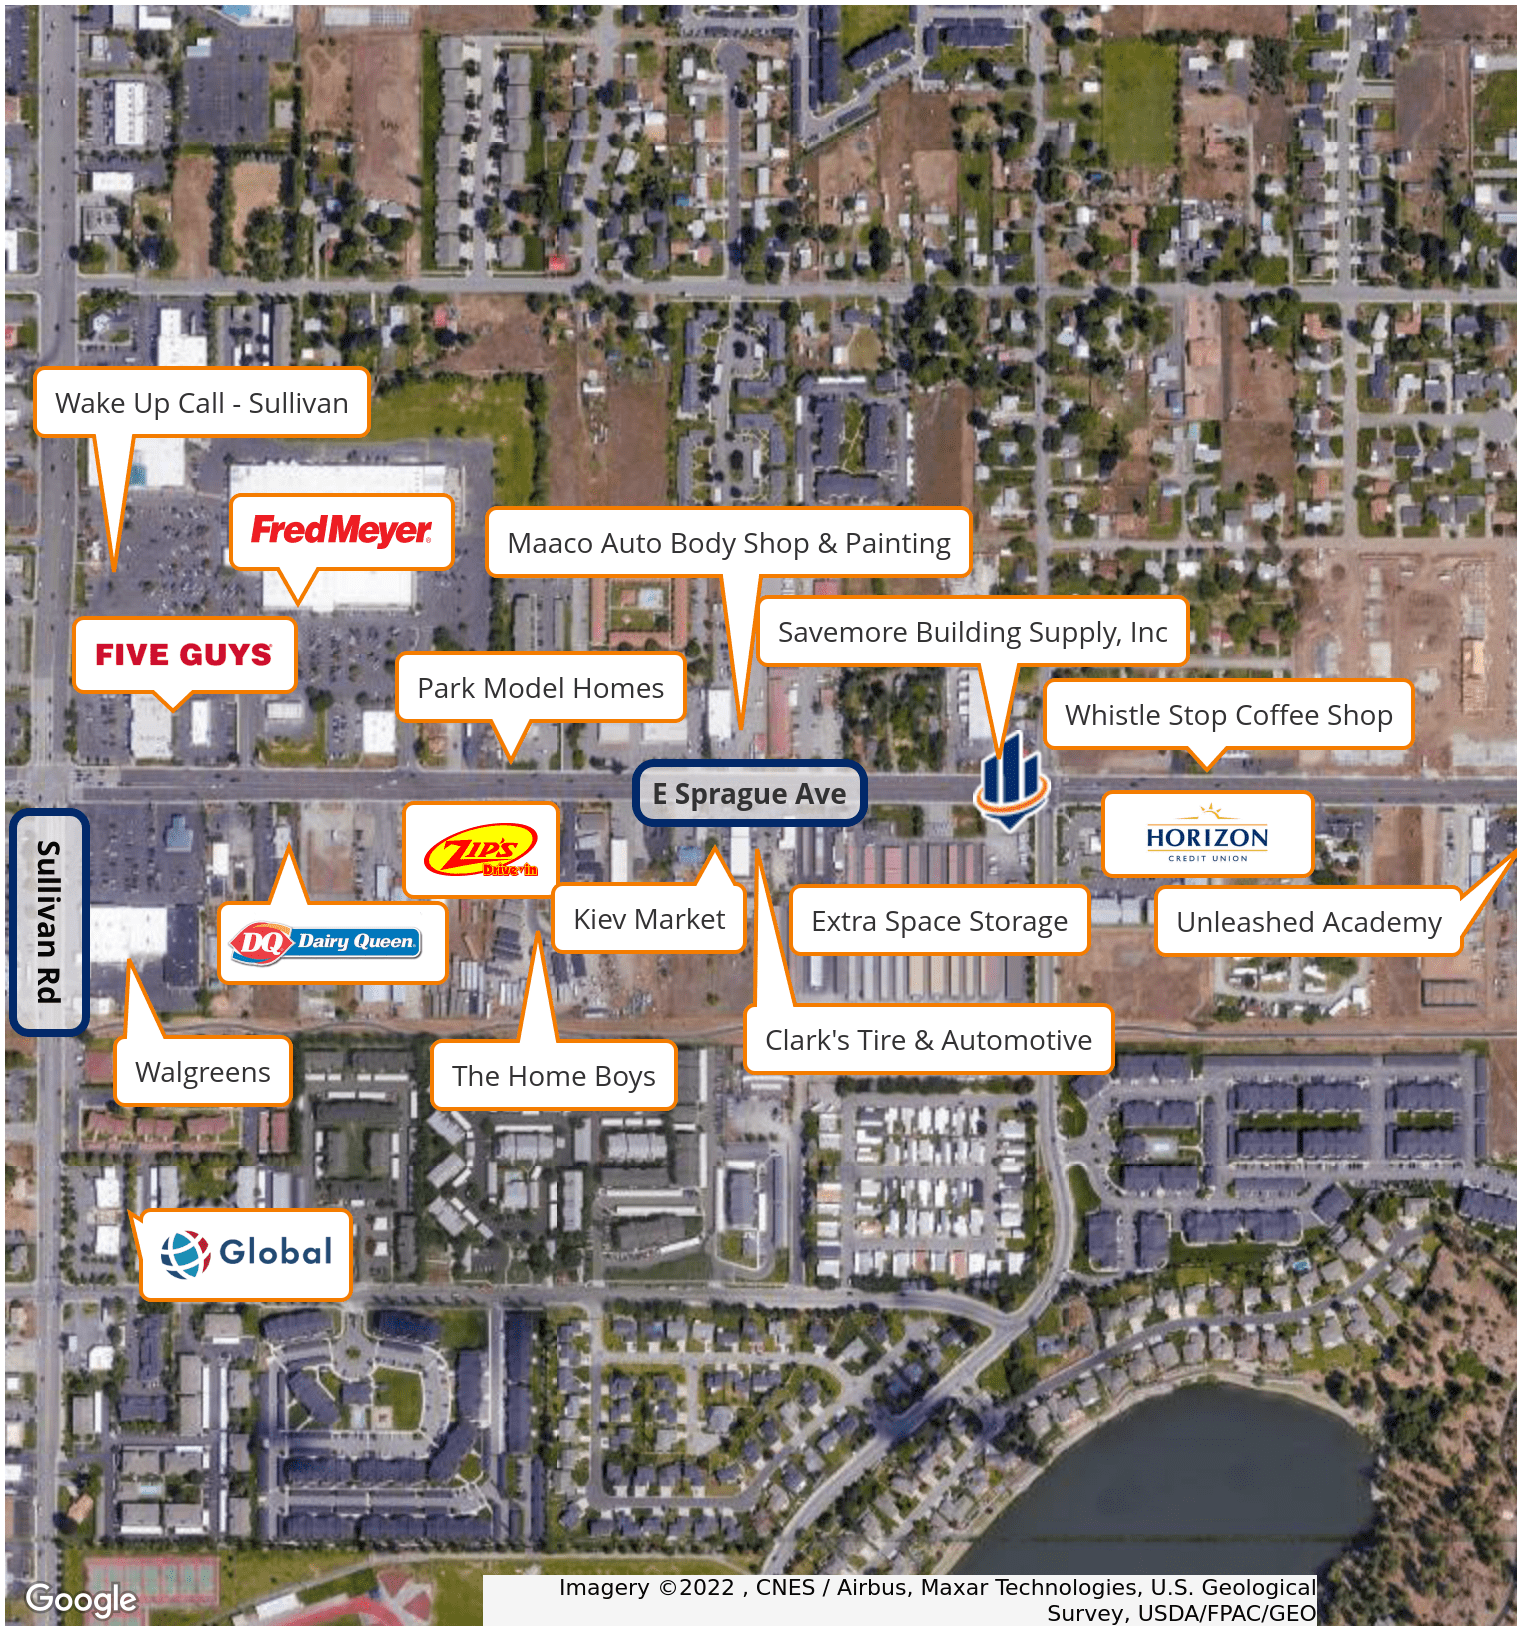 Wake Up Call - Sullivan
FredMeyer
Maaco Auto Body Shop & Painting
Savemore Building Supply, Inc
FIVE GUYS
Park Model Homes
Whistle Stop Coffee Shop
E Sprague Ave
Sullivan Rd
ZIP'S
Drive in
HORIZON
CREDIT UNION
Kiev Market
Extra Space Storage
Unleashed Academy
DQ Dairy Queen
Clark's Tire & Automotive
Walgreens
The Home Boys
Global
Google
Imagery ©2022 , CNES / Airbus, Maxar Technologies, U.S. Geological
Survey, USDA/FPAC/GEO